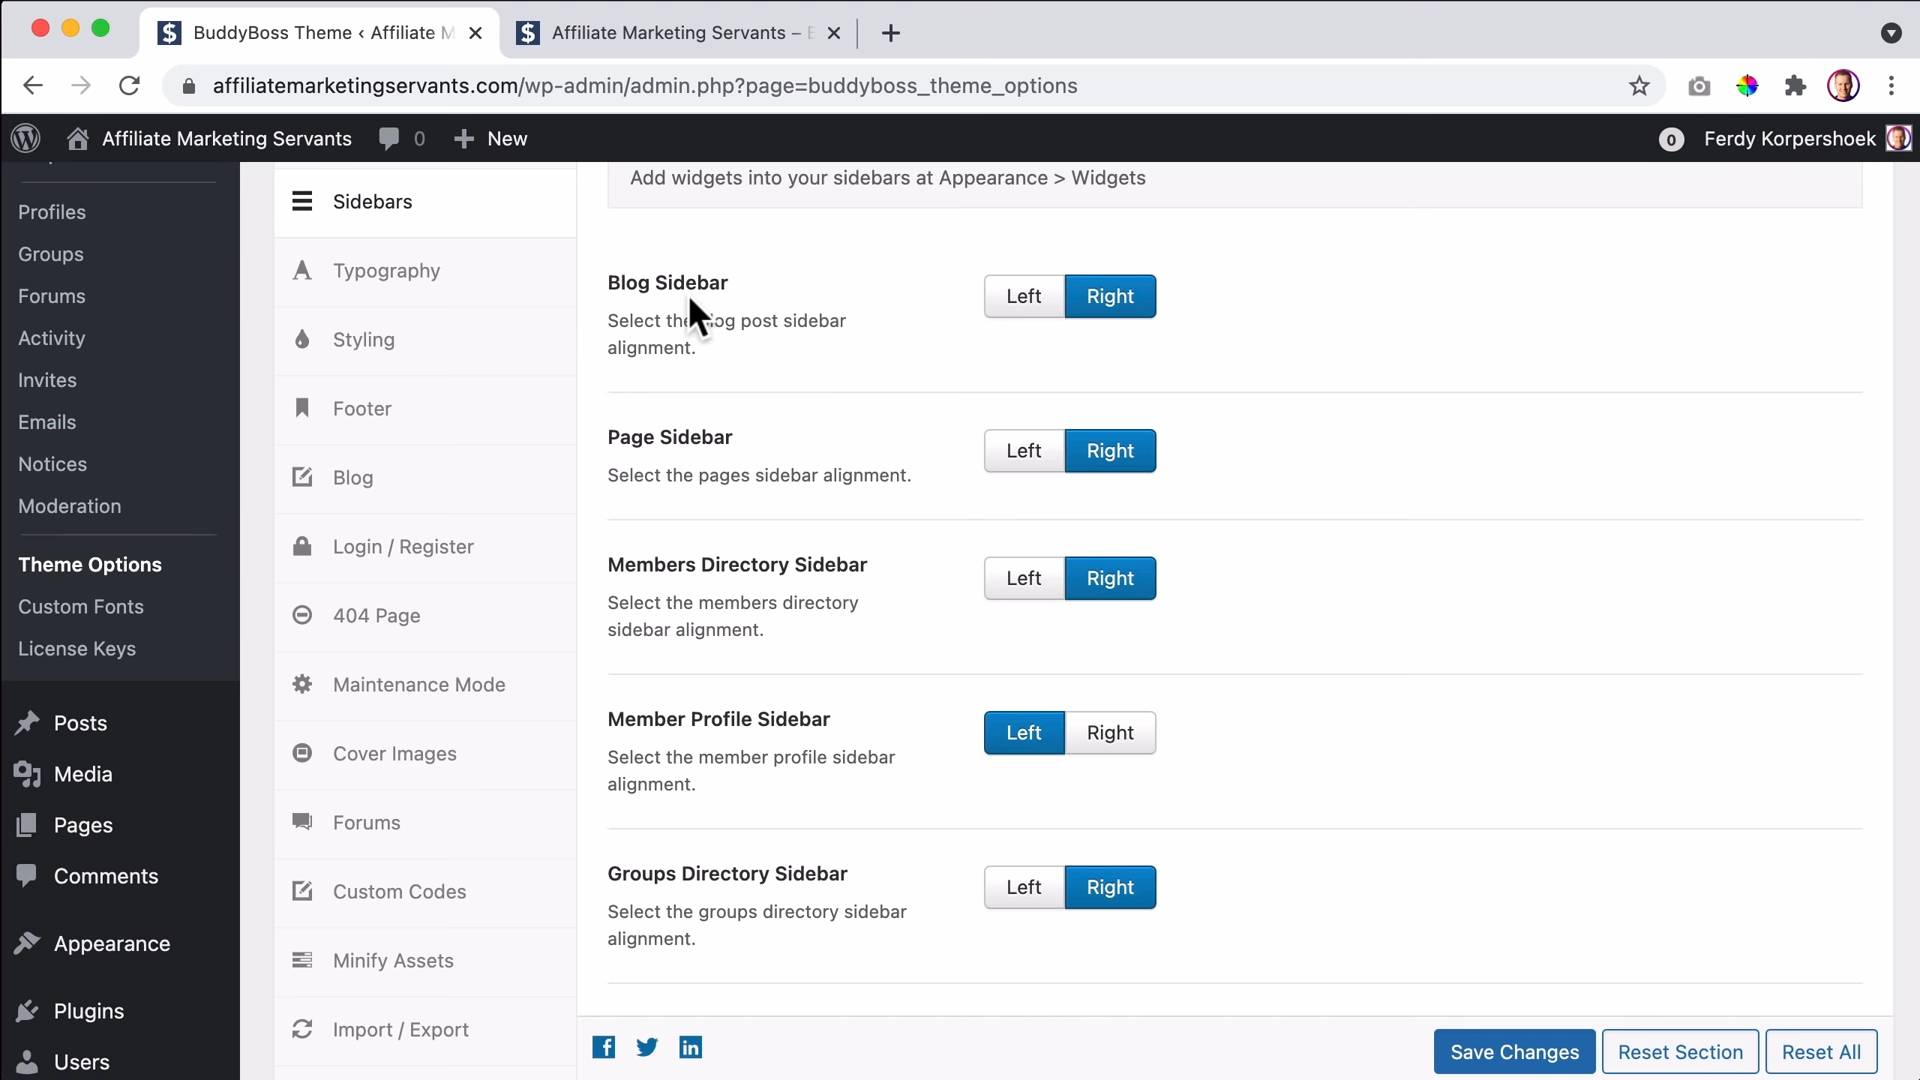 BuddyBoss Theme ‹ Affiliate M
Affiliate Marketing Servants –
affiliatemarketingservants.com/wp-admin/admin.php?page=buddyboss_theme_options
Affiliate Marketing Servants
0
New
0
Ferdy Korpershoek
Profiles
Groups
Forums
Activity
Invites
Emails
Notices
Moderation
Theme Options
Custom Fonts
License Keys
Posts
Media
Pages
Comments
Appearance
Plugins
Users
Sidebars
Typography
Styling
Footer
Blog
Login / Register
404 Page
Maintenance Mode
Cover Images
Forums
Custom Codes
Minify Assets
Import / Export
Add widgets into your sidebars at Appearance > Widgets
Blog Sidebar
Select the blog post sidebar
alignment.
Left Right
Page Sidebar
Select the pages sidebar alignment.
Left Right
Members Directory Sidebar
Select the members directory
sidebar alignment.
Left Right
Member Profile Sidebar
Select the member profile sidebar
alignment.
Left Right
Groups Directory Sidebar
Select the groups directory sidebar
alignment.
Left Right
Save Changes
Reset Section
Reset All